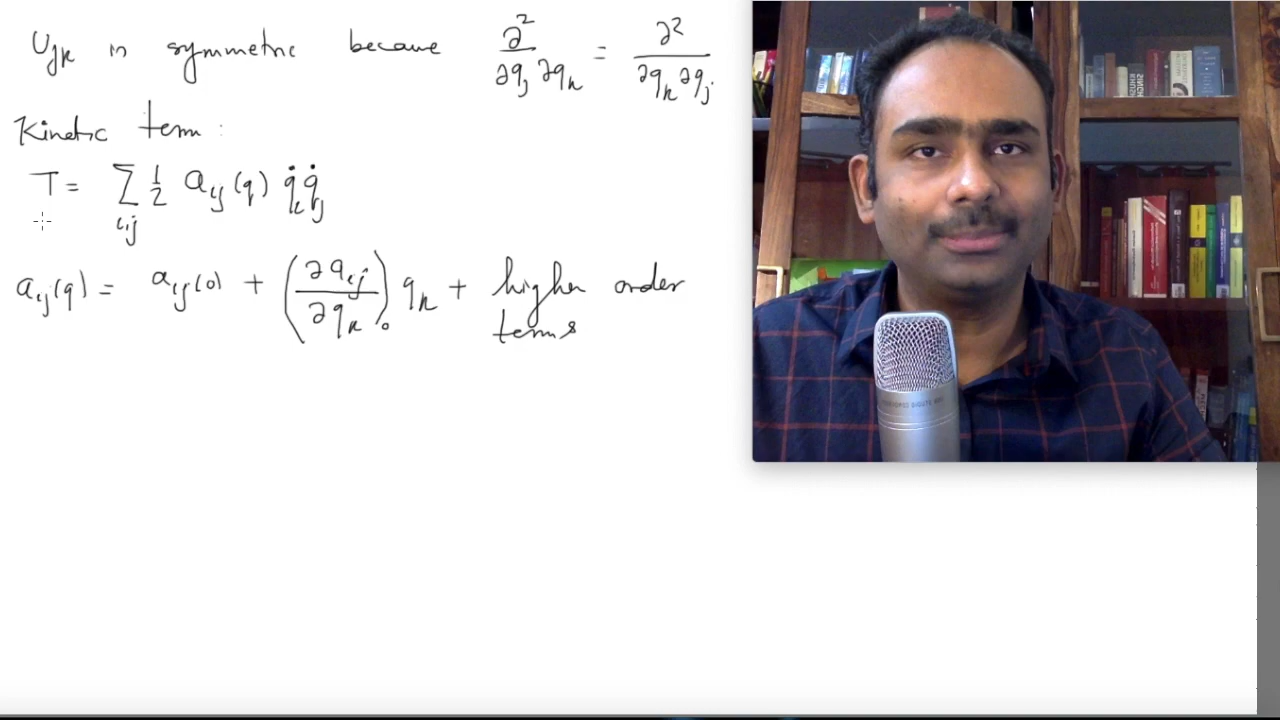 U_jk is symmetric because ∂²/∂q_j ∂q_k = ∂²/∂q_k ∂q_j
Kinetic term :
T = Σ_{i,j} 1/2 a_ij (q) q̇_i q̇_j
a_ij(q) = a_ij(0) + (∂a_ij/∂q_k)_0 q_k + higher order
terms